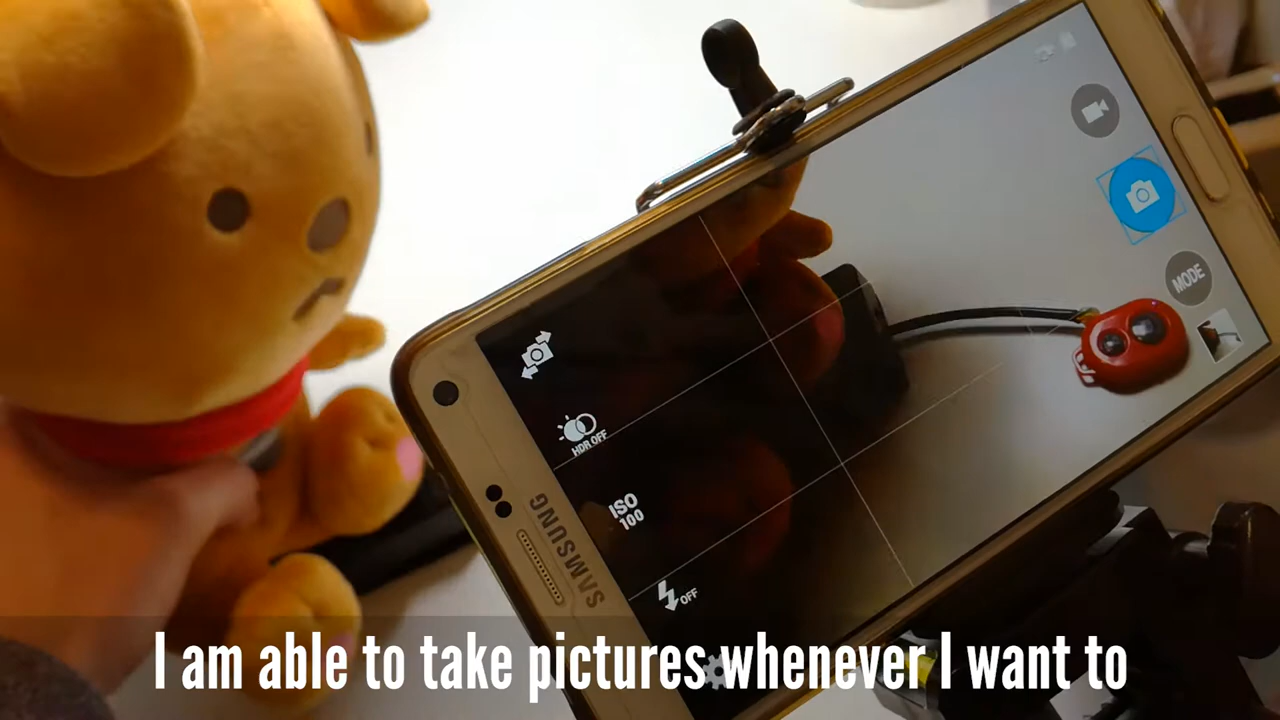 MODE
HDR OFF
ISO
100
OFF
SAMSUNG
I am able to take pictures whenever I want to